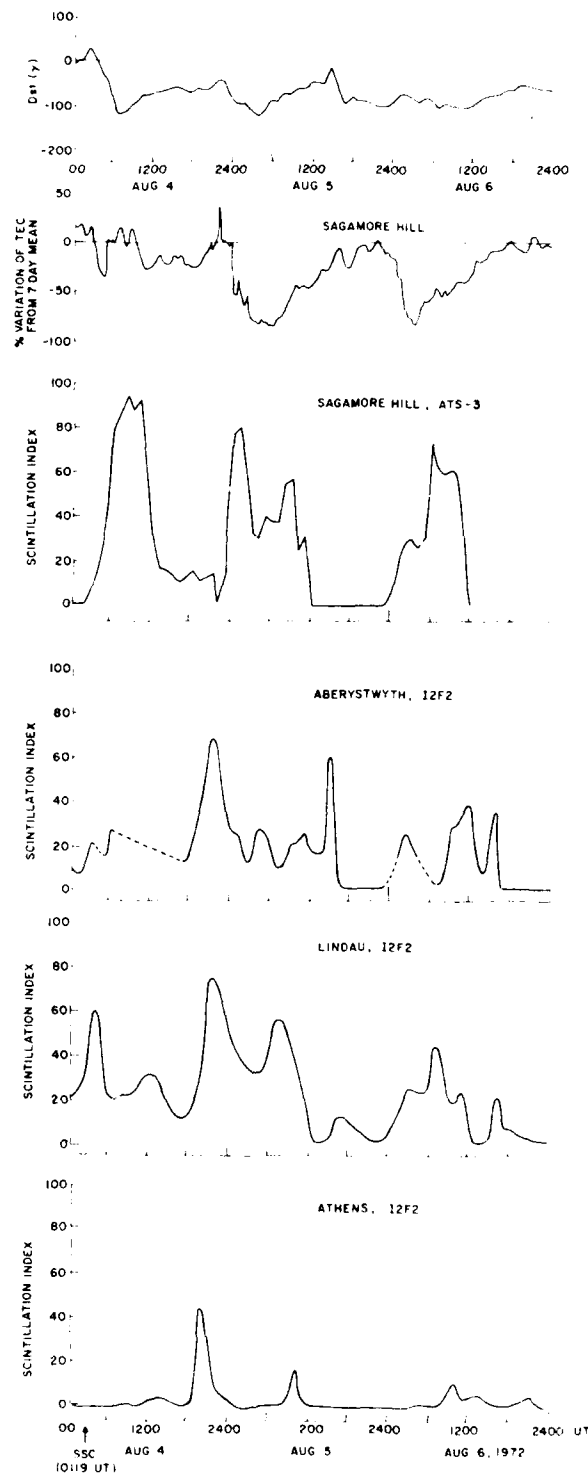 100
0
-100
-200
Dst (γ)
00 1200 2400 1200 2400 1200 2400
AUG 4 AUG 5 AUG 6
50
0
-50
-100
% VARIATION OF TEC
FROM 7 DAY MEAN
SAGAMORE HILL
100
80
60
40
20
0
SCINTILLATION INDEX
SAGAMORE HILL, ATS-3
100
80
60
40
20
0
SCINTILLATION INDEX
ABERYSTWYTH, I2F2
100
80
60
40
20
0
SCINTILLATION INDEX
LINDAU, I2F2
100
80
60
40
20
0
SCINTILLATION INDEX
ATHENS, I2F2
00 1200 2400 200 2400 1200 2400 UT
SSC
(0119 UT)
AUG 4 AUG 5 AUG 6, 1972